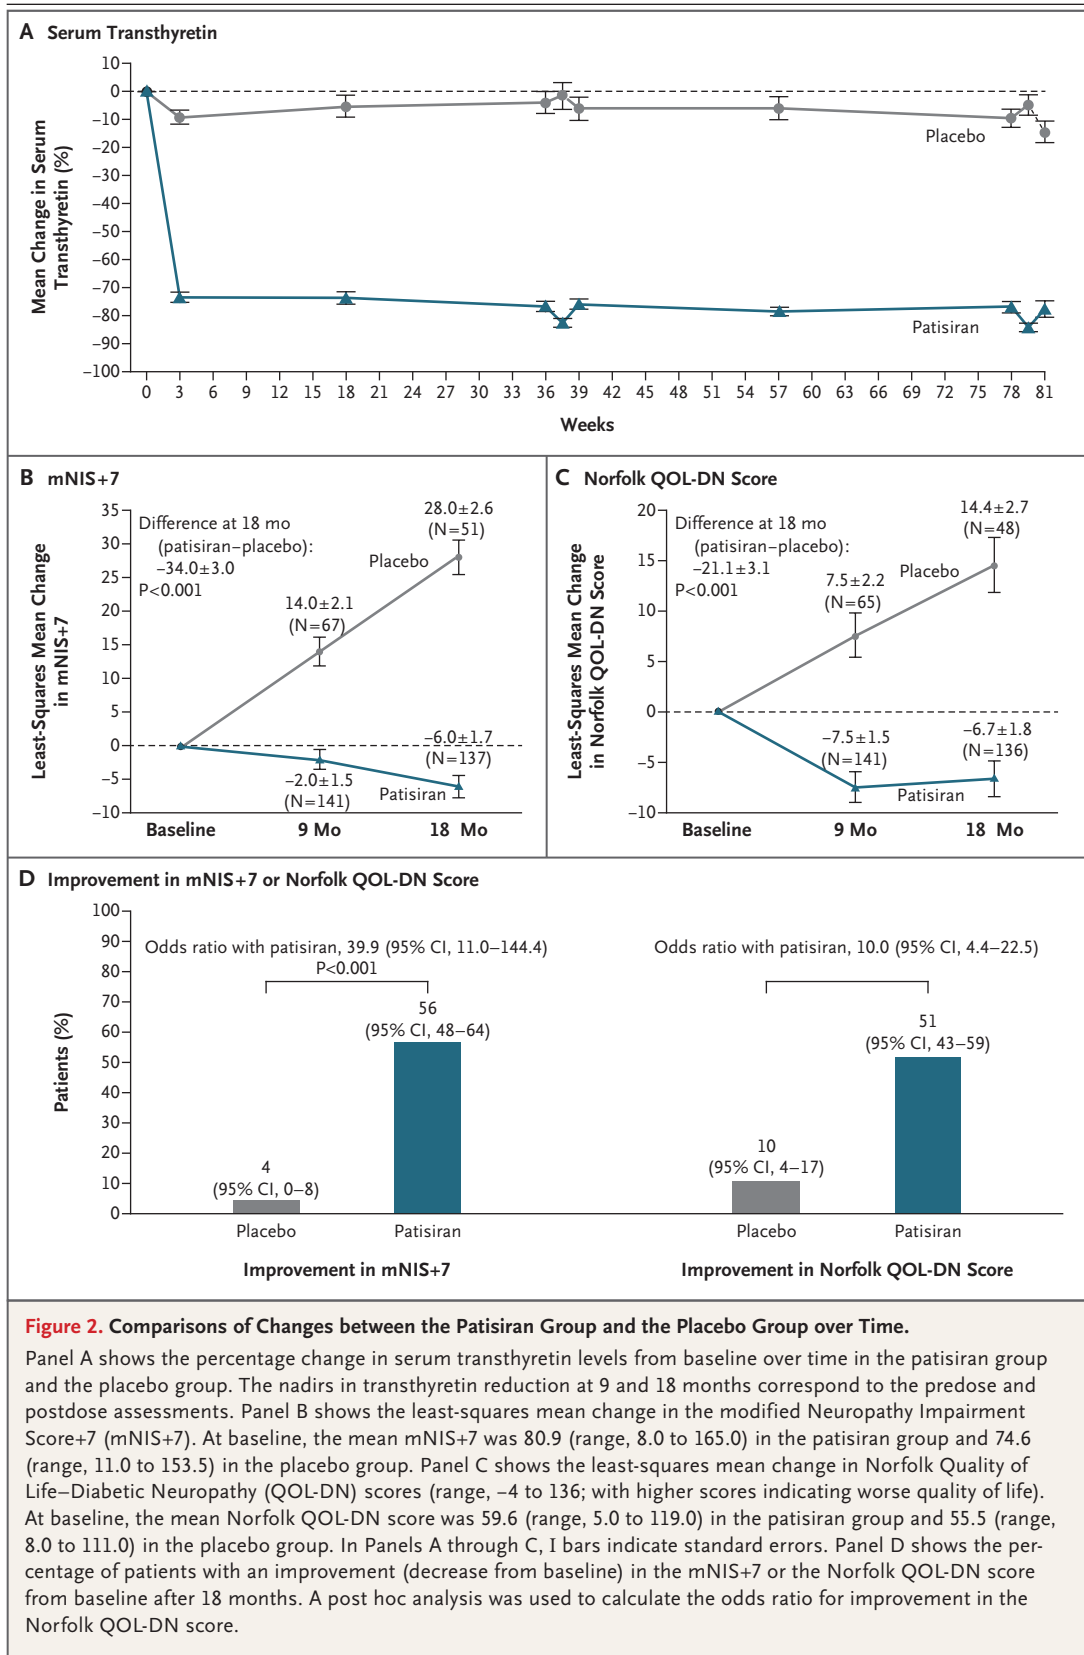 A Serum Transthyretin
Mean Change in Serum
Transthyretin (%)
10
0
−10
−20
−30
−40
−50
−60
−70
−80
−90
−100
Placebo
Patisiran
0 3 6 9 12 15 18 21 24 27 30 33 36 39 42 45 48 51 54 57 60 63 66 69 72 75 78 81
Weeks
B mNIS+7
Least-Squares Mean Change
in mNIS+7
35
30
25
20
15
10
5
0
−5
−10
Difference at 18 mo
(patisiran–placebo):
−34.0±3.0
P<0.001
28.0±2.6
(N=51)
Placebo
14.0±2.1
(N=67)
−6.0±1.7
(N=137)
−2.0±1.5
(N=141)
Patisiran
Baseline 9 Mo 18 Mo
C Norfolk QOL-DN Score
Least-Squares Mean Change
in Norfolk QOL-DN Score
20
15
10
5
0
−5
−10
Difference at 18 mo
(patisiran–placebo):
−21.1±3.1
P<0.001
14.4±2.7
(N=48)
Placebo
7.5±2.2
(N=65)
−7.5±1.5
(N=141)
−6.7±1.8
(N=136)
Patisiran
Baseline 9 Mo 18 Mo
D Improvement in mNIS+7 or Norfolk QOL-DN Score
Patients (%)
100
90
80
70
60
50
40
30
20
10
0
Odds ratio with patisiran, 39.9 (95% CI, 11.0–144.4)
P<0.001
56
(95% CI, 48–64)
4
(95% CI, 0–8)
Placebo Patisiran
Improvement in mNIS+7
Odds ratio with patisiran, 10.0 (95% CI, 4.4–22.5)
51
(95% CI, 43–59)
10
(95% CI, 4–17)
Placebo Patisiran
Improvement in Norfolk QOL-DN Score
Figure 2. Comparisons of Changes between the Patisiran Group and the Placebo Group over Time.
Panel A shows the percentage change in serum transthyretin levels from baseline over time in the patisiran group
and the placebo group. The nadirs in transthyretin reduction at 9 and 18 months correspond to the predose and
postdose assessments. Panel B shows the least-squares mean change in the modified Neuropathy Impairment
Score+7 (mNIS+7). At baseline, the mean mNIS+7 was 80.9 (range, 8.0 to 165.0) in the patisiran group and 74.6
(range, 11.0 to 153.5) in the placebo group. Panel C shows the least-squares mean change in Norfolk Quality of
Life–Diabetic Neuropathy (QOL-DN) scores (range, −4 to 136; with higher scores indicating worse quality of life).
At baseline, the mean Norfolk QOL-DN score was 59.6 (range, 5.0 to 119.0) in the patisiran group and 55.5 (range,
8.0 to 111.0) in the placebo group. In Panels A through C, I bars indicate standard errors. Panel D shows the per-
centage of patients with an improvement (decrease from baseline) in the mNIS+7 or the Norfolk QOL-DN score
from baseline after 18 months. A post hoc analysis was used to calculate the odds ratio for improvement in the
Norfolk QOL-DN score.